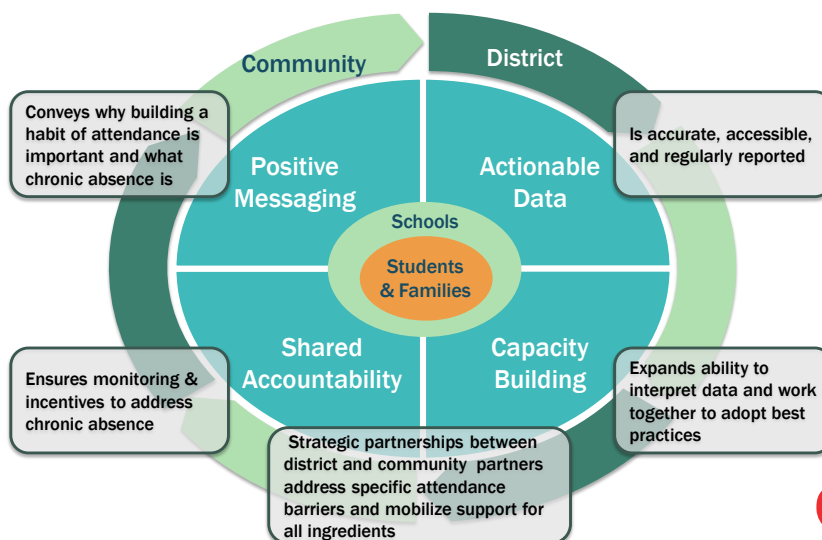 Community
District
Conveys why building a
habit of attendance is
important and what
chronic absence is
Is accurate, accessible,
and regularly reported
Positive
Messaging
Actionable
Data
Schools
Students
& Families
Shared
Accountability
Capacity
Building
Ensures monitoring &
incentives to address
chronic absence
Expands ability to
interpret data and work
together to adopt best
practices
Strategic partnerships between
district and community partners
address specific attendance
barriers and mobilize support for
all ingredients